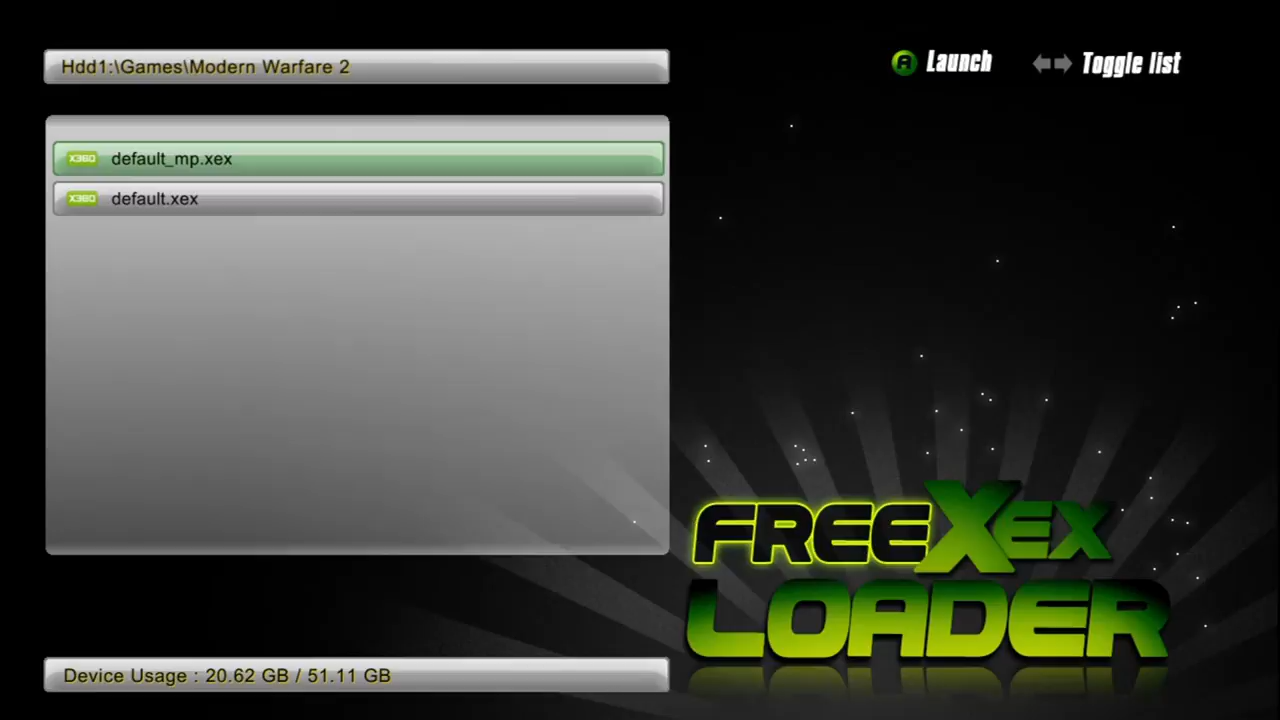 Hdd1:\Games\Modern Warfare 2
A Launch
Toggle list
X360 default_mp.xex
X360 default.xex
FREEXEX
LOADER
Device Usage : 20.62 GB / 51.11 GB